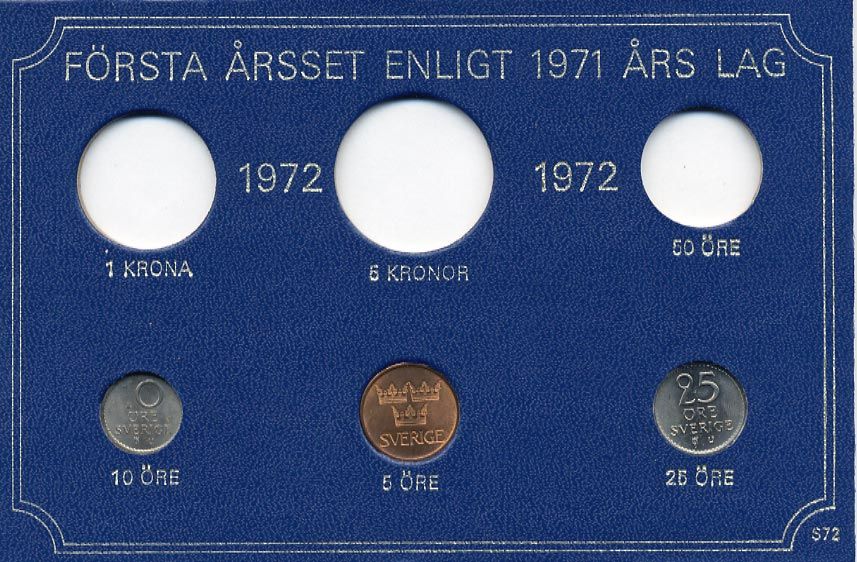 FÖRSTA ÅRSSET ENLIGT 1971 ÅRS LAG
1972 1972
1 KRONA 5 KRONOR 50 ÖRE
10
ÖRE
SVERIGE
U
SVERIGE
25
ÖRE
SVERIGE
U
10 ÖRE 5 ÖRE 25 ÖRE
S72